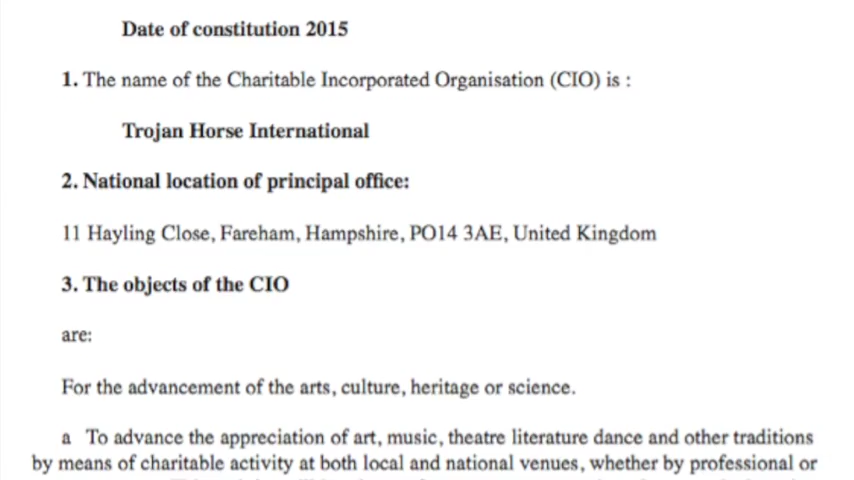 Date of constitution 2015
1. The name of the Charitable Incorporated Organisation (CIO) is :
Trojan Horse International
2. National location of principal office:
11 Hayling Close, Fareham, Hampshire, PO14 3AE, United Kingdom
3. The objects of the CIO
are:
For the advancement of the arts, culture, heritage or science.
a To advance the appreciation of art, music, theatre literature dance and other traditions
by means of charitable activity at both local and national venues, whether by professional or